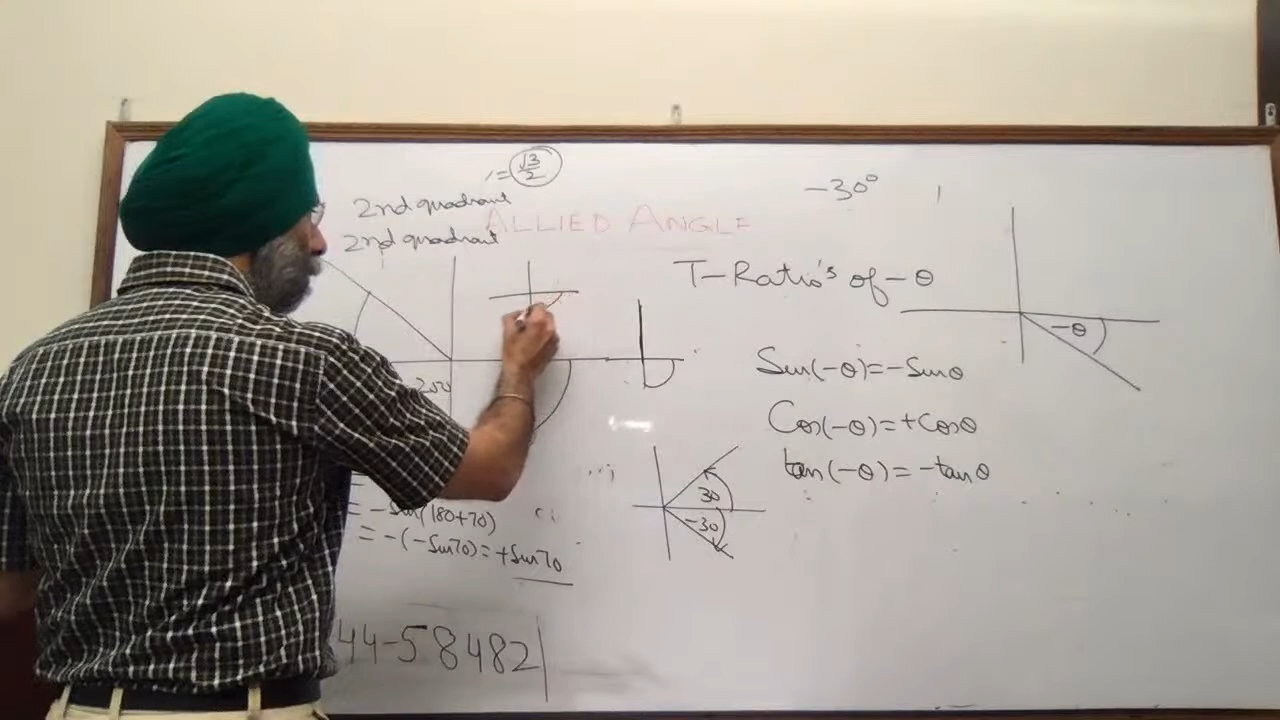 = √3/2
2nd quadrant
2nd quadrant
ALLIED ANGLE
-30°
T-Ratio's of -θ
-θ
Sin(-θ)=-Sinθ
Cos(-θ)=+Cosθ
tan(-θ)=-tanθ
30
-30
= -Sin(180+70)
= -(-Sin70)=+Sin70
44-58482